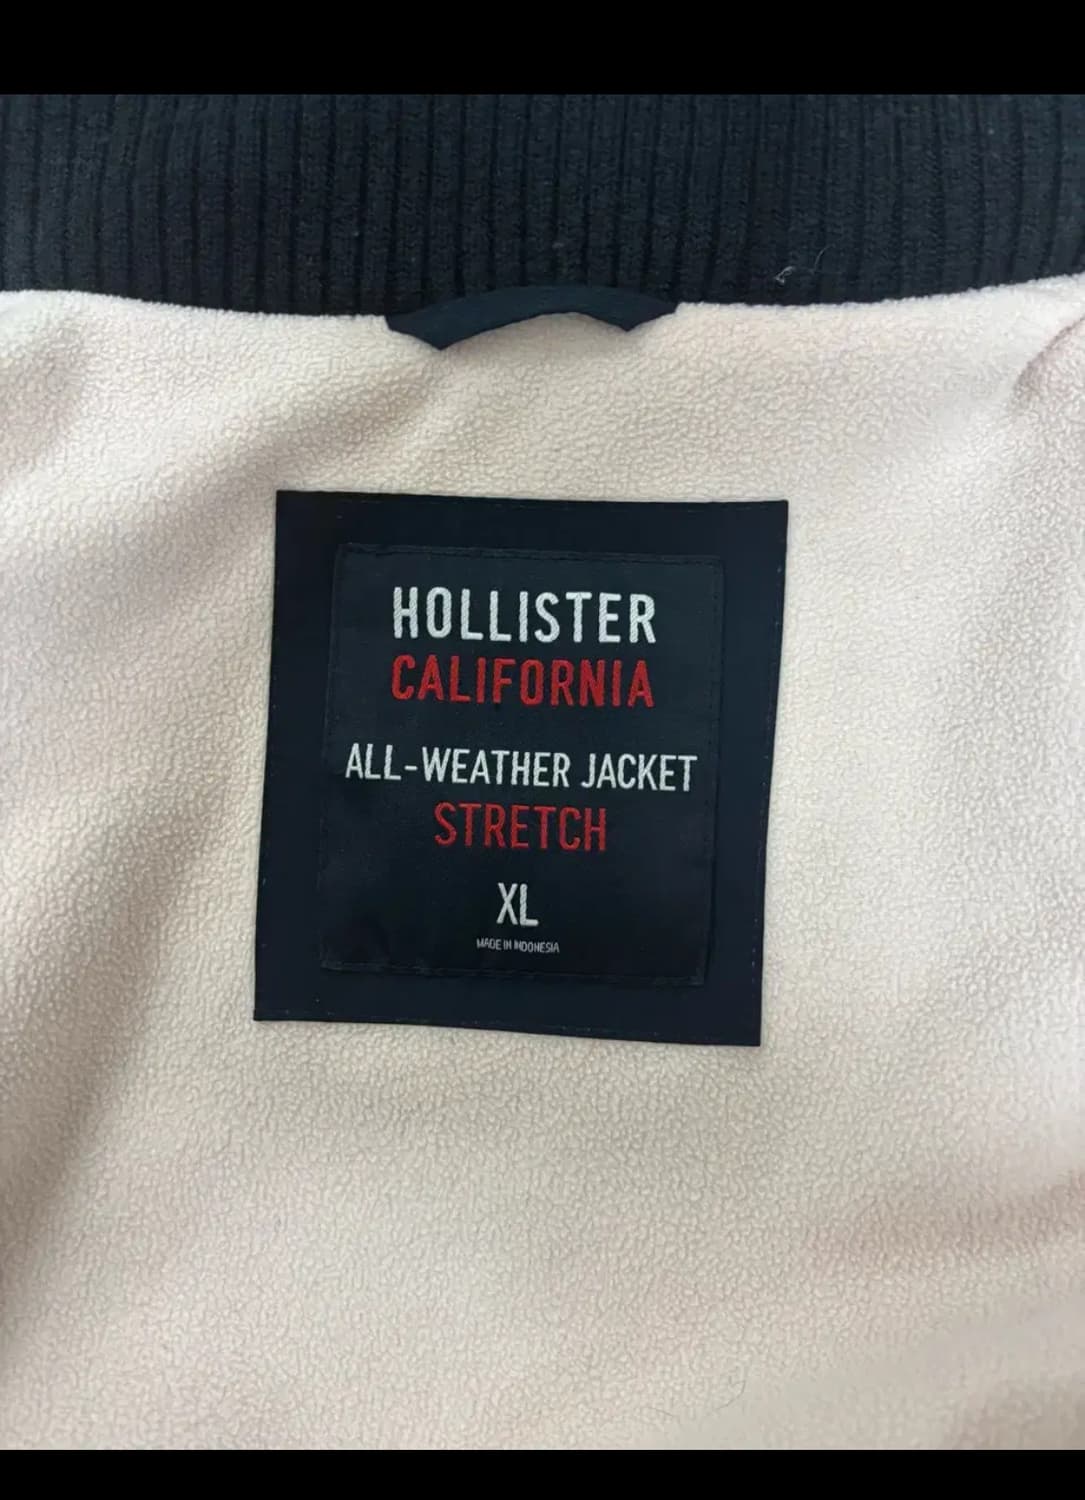 HOLLISTER
CALIFORNIA
ALL-WEATHER JACKET
STRETCH
XL
MADE IN INDONESIA